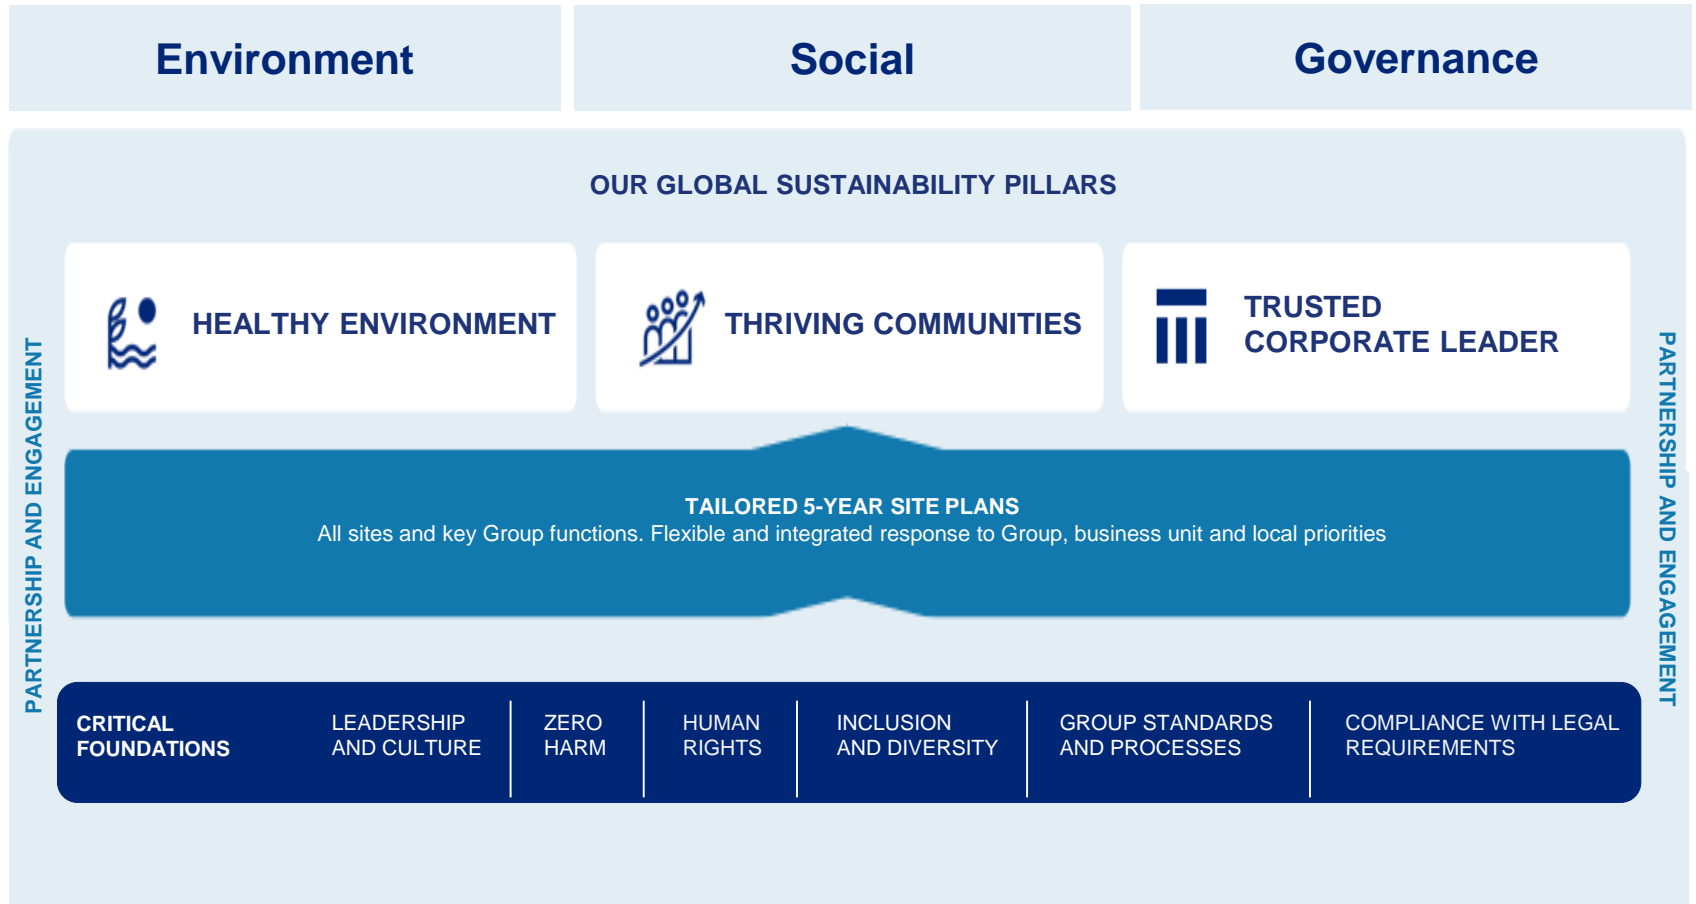 Environment
Social
Governance
OUR GLOBAL SUSTAINABILITY PILLARS
HEALTHY ENVIRONMENT
THRIVING COMMUNITIES
TRUSTED
CORPORATE LEADER
PARTNERSHIP AND ENGAGEMENT
PARTNERSHIP AND ENGAGEMENT
TAILORED 5-YEAR SITE PLANS
All sites and key Group functions. Flexible and integrated response to Group, business unit and local priorities
CRITICAL
FOUNDATIONS
LEADERSHIP
AND CULTURE
ZERO
HARM
HUMAN
RIGHTS
INCLUSION
AND DIVERSITY
GROUP STANDARDS
AND PROCESSES
COMPLIANCE WITH LEGAL
REQUIREMENTS